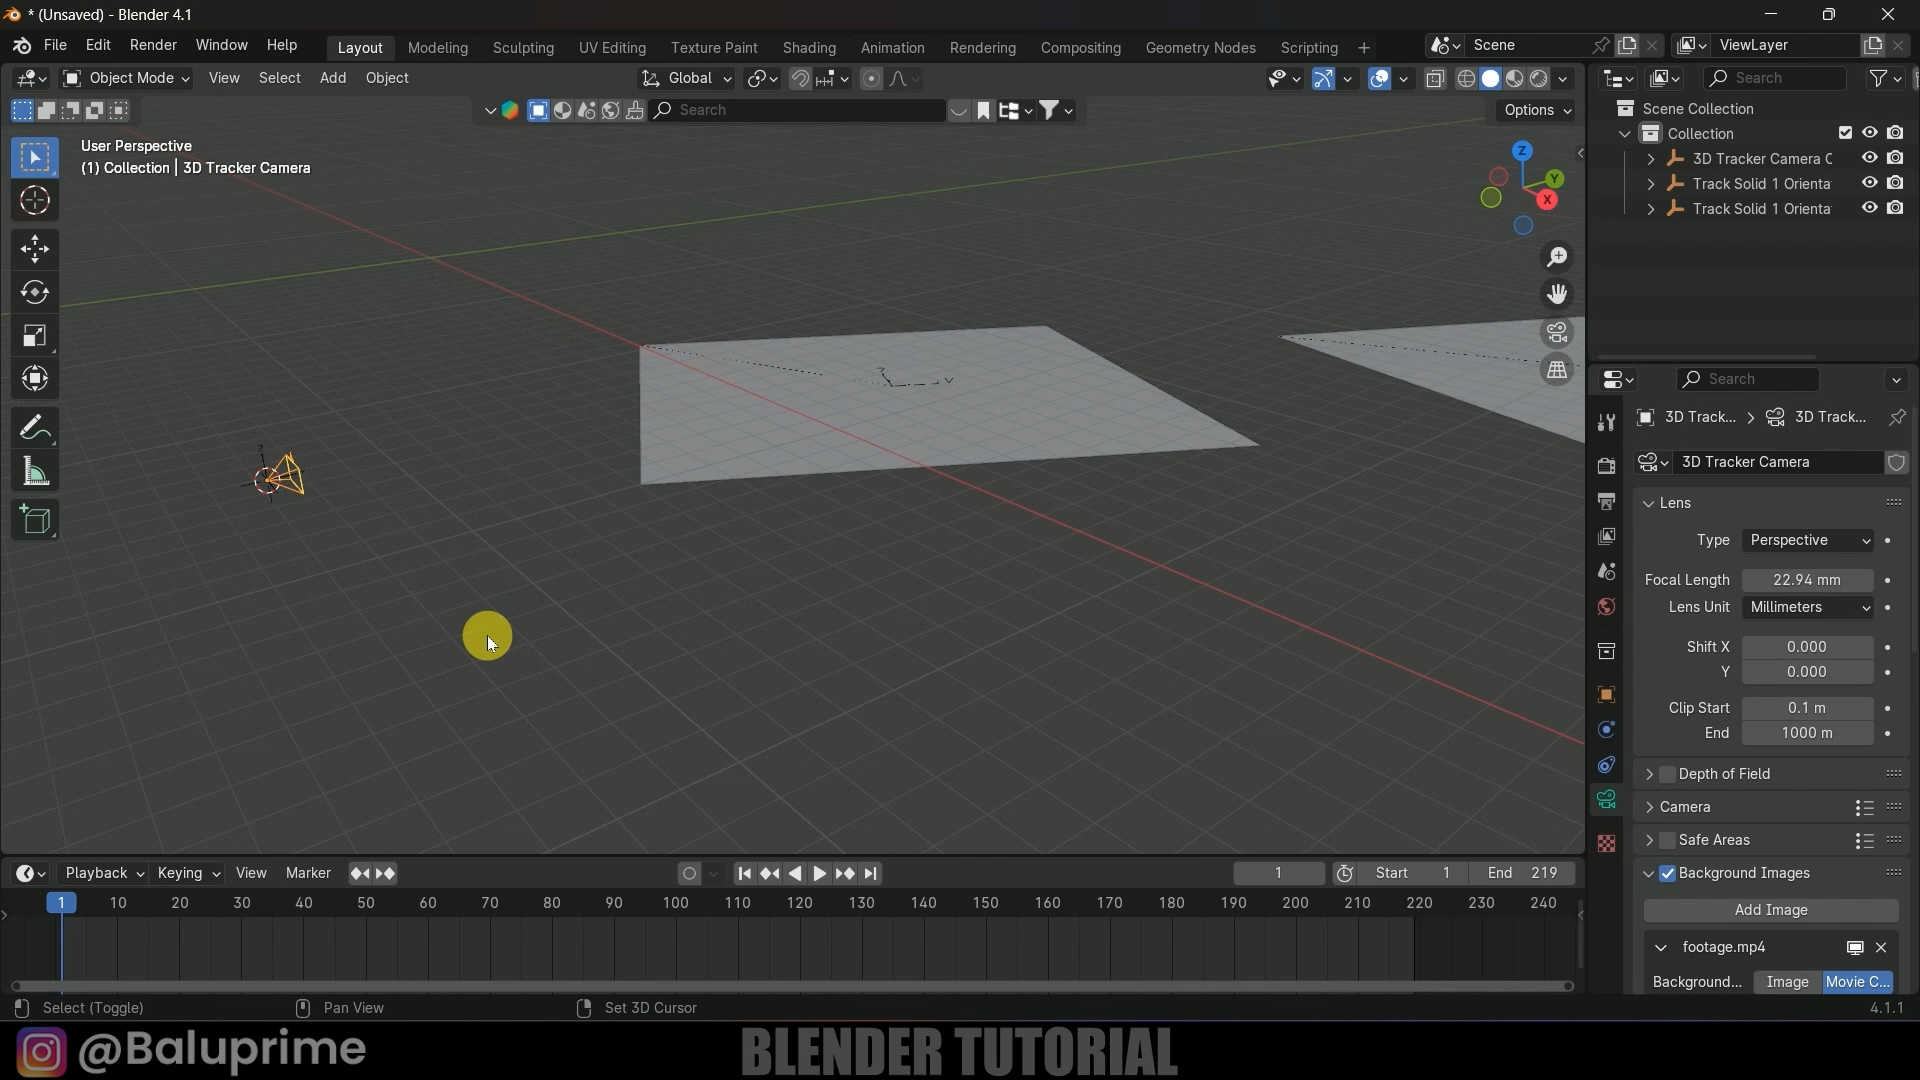 * (Unsaved) - Blender 4.1
File Edit Render Window Help Layout Modeling Sculpting UV Editing Texture Paint Shading Animation Rendering Compositing Geometry Nodes Scripting + Scene ViewLayer
Object Mode View Select Add Object Global Search
Search Options
User Perspective
(1) Collection | 3D Tracker Camera
Z
Y
X
Scene Collection
Collection
3D Tracker Camera C
Track Solid 1 Orienta
Track Solid 1 Orienta
Search
3D Track... > 3D Track...
3D Tracker Camera
Lens
Type Perspective
Focal Length 22.94 mm
Lens Unit Millimeters
Shift X 0.000
Y 0.000
Clip Start 0.1 m
End 1000 m
Depth of Field
Camera
Safe Areas
Background Images
Add Image
footage.mp4
Background... Image Movie C...
Playback Keying View Marker 1 Start 1 End 219
1 10 20 30 40 50 60 70 80 90 100 110 120 130 140 150 160 170 180 190 200 210 220 230 240
Select (Toggle) Pan View Set 3D Cursor 4.1.1
@Baluprime BLENDER TUTORIAL